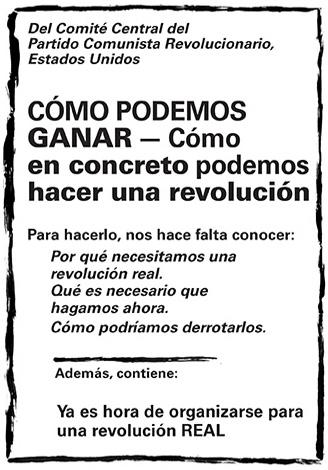 Del Comité Central del
Partido Comunista Revolucionario,
Estados Unidos
CÓMO PODEMOS
GANAR — Cómo
en concreto podemos
hacer una revolución
Para hacerlo, nos hace falta conocer:
Por qué necesitamos una
revolución real.
Qué es necesario que
hagamos ahora.
Cómo podríamos derrotarlos.
Además, contiene:
Ya es hora de organizarse para
una revolución REAL